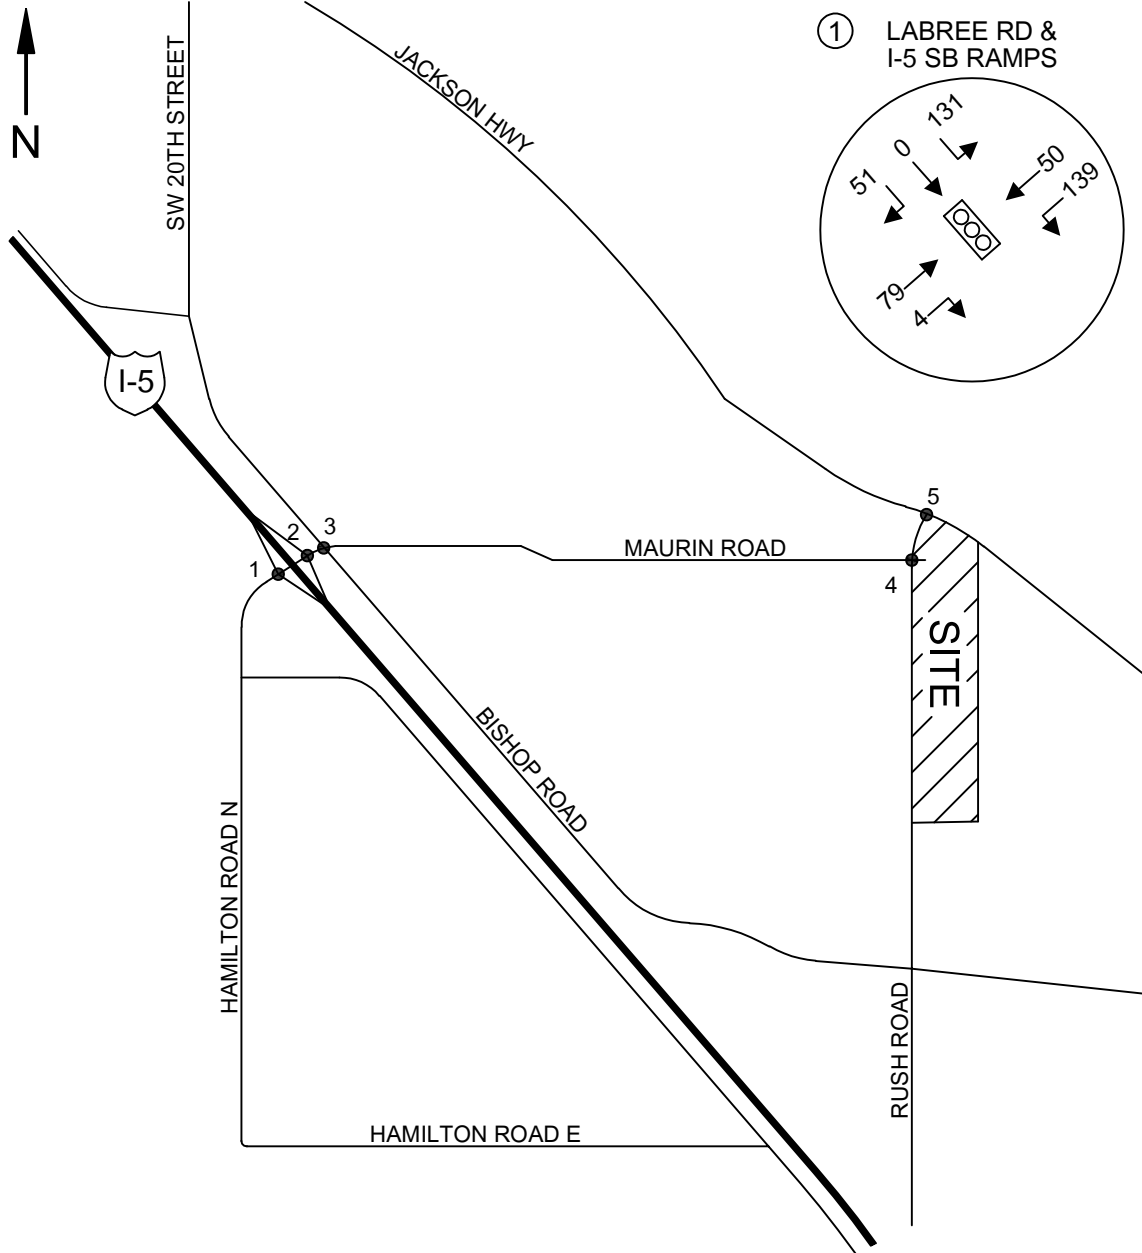 N
SW 20TH STREET
JACKSON HWY
1
LABREE RD &
I-5 SB RAMPS
131
0
51
50
139
79
4
I-5
1
2
3
MAURIN ROAD
4
5
SITE
BISHOP ROAD
HAMILTON ROAD N
HAMILTON ROAD E
RUSH ROAD